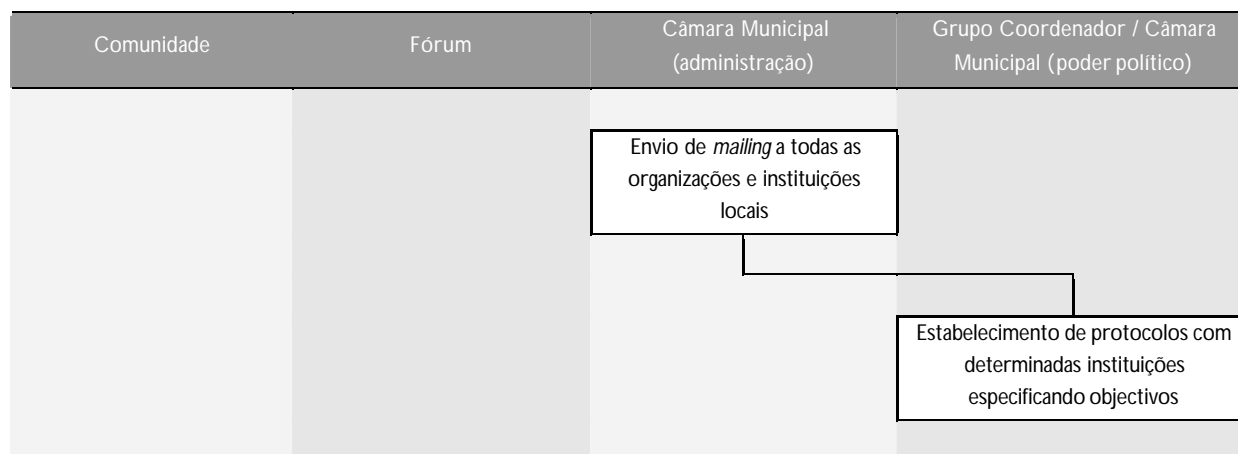 Comunidade
Fórum
Câmara Municipal
(administração)
Grupo Coordenador / Câmara
Municipal (poder político)
Envio de mailing a todas as
organizações e instituições
locais
Estabelecimento de protocolos com
determinadas instituições
especificando objectivos